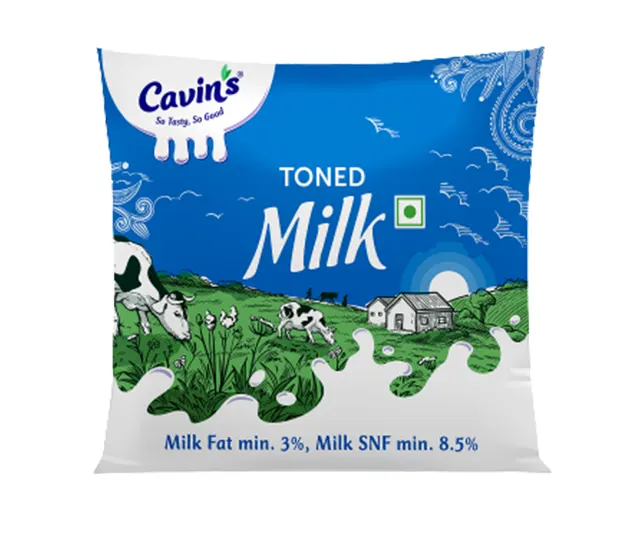 Cavin's®
So Tasty, So Good
TONED
Milk
Milk Fat min. 3%, Milk SNF min. 8.5%